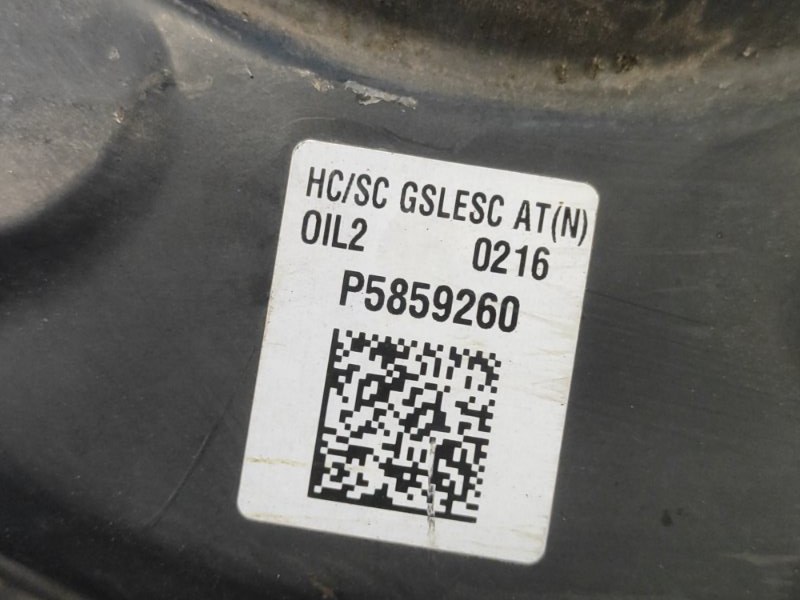 HC/SC GSLESC AT(N)
OIL2 0216
P5859260